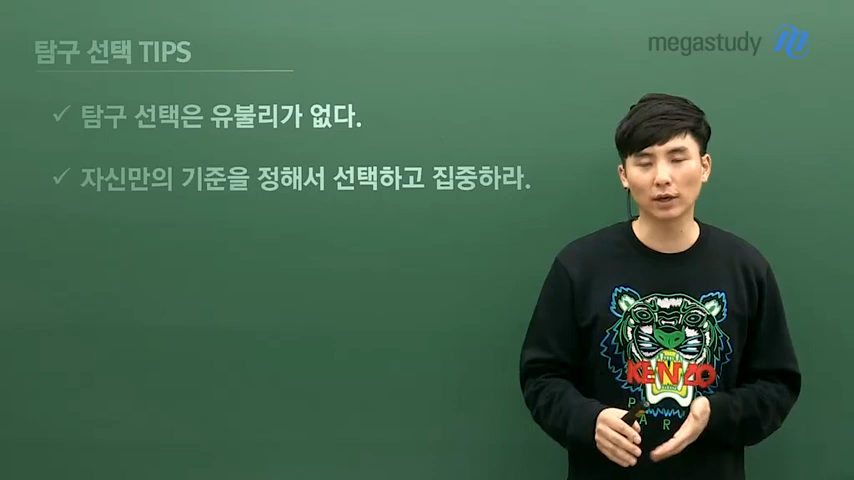 탐구 선택 TIPS
megastudy
탐구 선택은 유불리가 없다.
자신만의 기준을 정해서 선택하고 집중하라.
KENZO
PAR